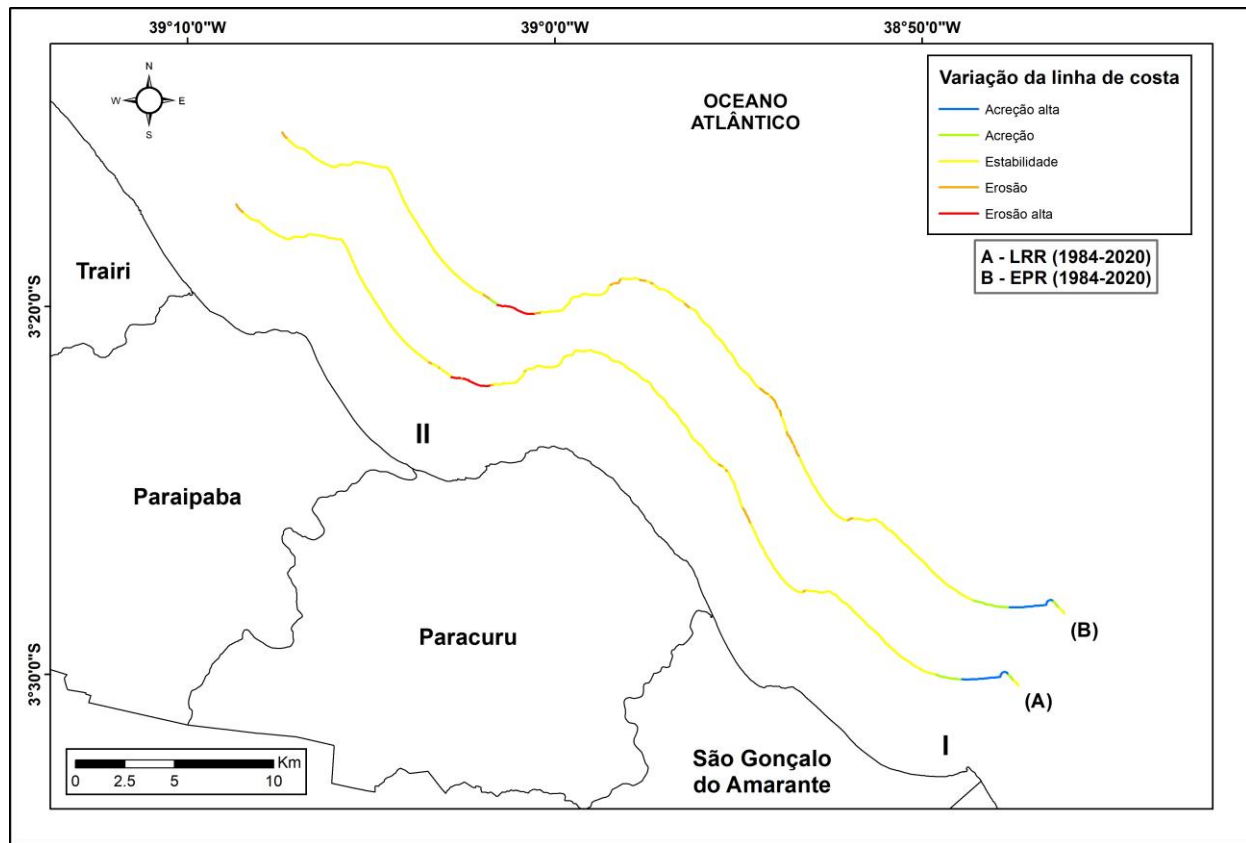 39°10'0"W
39°0'0"W
38°50'0"W
N
W
E
S
OCEANO
ATLÂNTICO
Variação da linha de costa
Acreção alta
Acreção
Estabilidade
Erosão
Erosão alta
A - LRR (1984-2020)
B - EPR (1984-2020)
Trairi
3°20'0"S
II
Paraipaba
Paracuru
(B)
3°30'0"S
(A)
I
São Gonçalo
do Amarante
Km
0 2.5 5 10